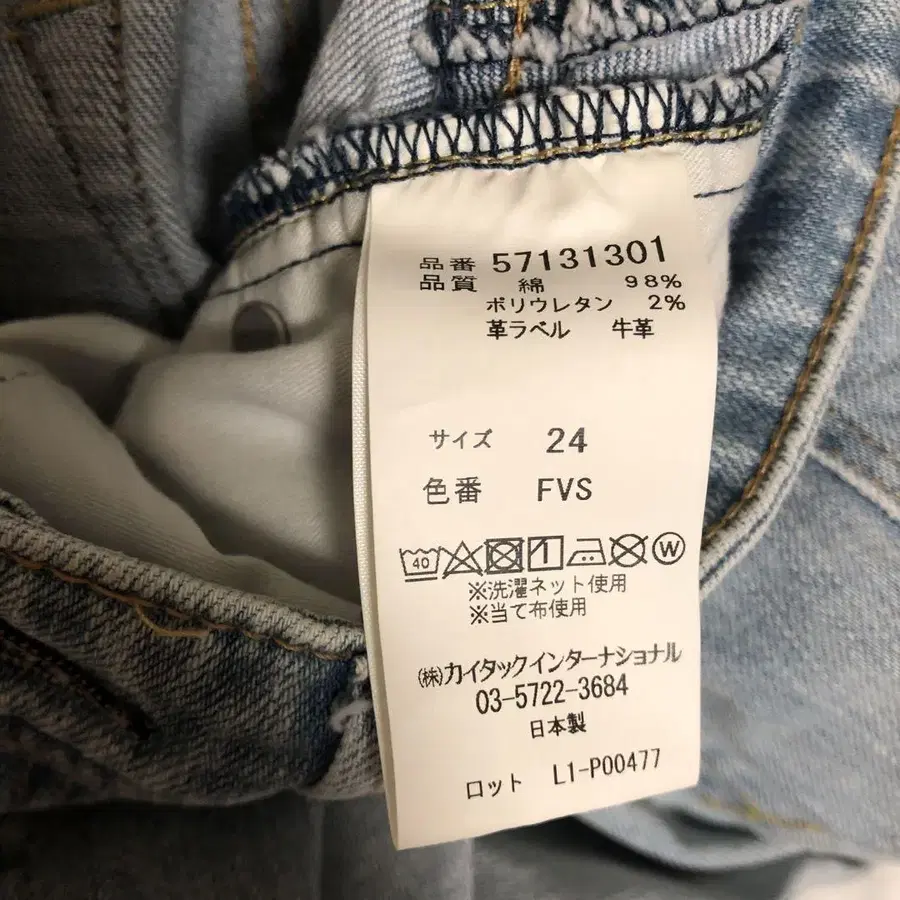 品番 57131301
品質 綿 98%
ポリウレタン 2%
革ラベル 牛革
サイズ 24
色番 FVS
40 W
※洗濯ネット使用
※当て布使用
(株)カイタックインターナショナル
03-5722-3684
日本製
ロット L1-P00477